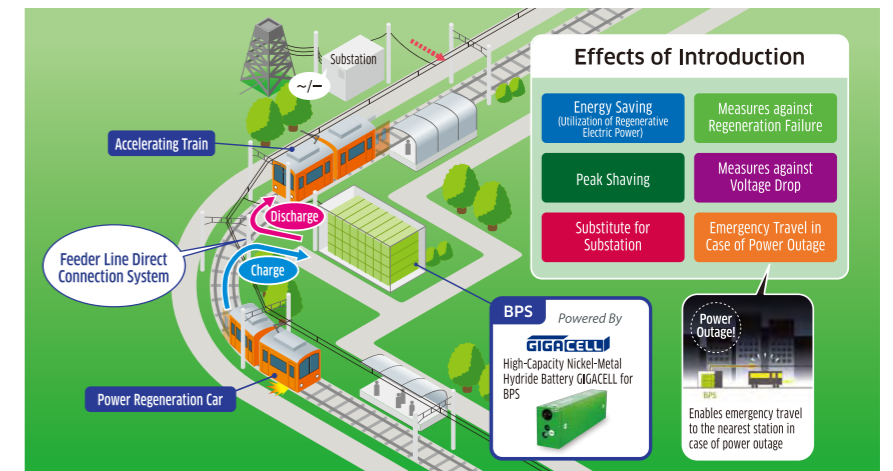 Substation
~/−
Accelerating Train
Discharge
Feeder Line Direct
Connection System
Charge
Power Regeneration Car
Effects of Introduction
Energy Saving
(Utilization of Regenerative
Electric Power)
Measures against
Regeneration Failure
Peak Shaving
Measures against
Voltage Drop
Substitute for
Substation
Emergency Travel in
Case of Power Outage
BPS
Powered By
GIGACELL
High-Capacity Nickel-Metal
Hydride Battery GIGACELL for
BPS
Power
Outage!
BPS
Enables emergency travel
to the nearest station in
case of power outage